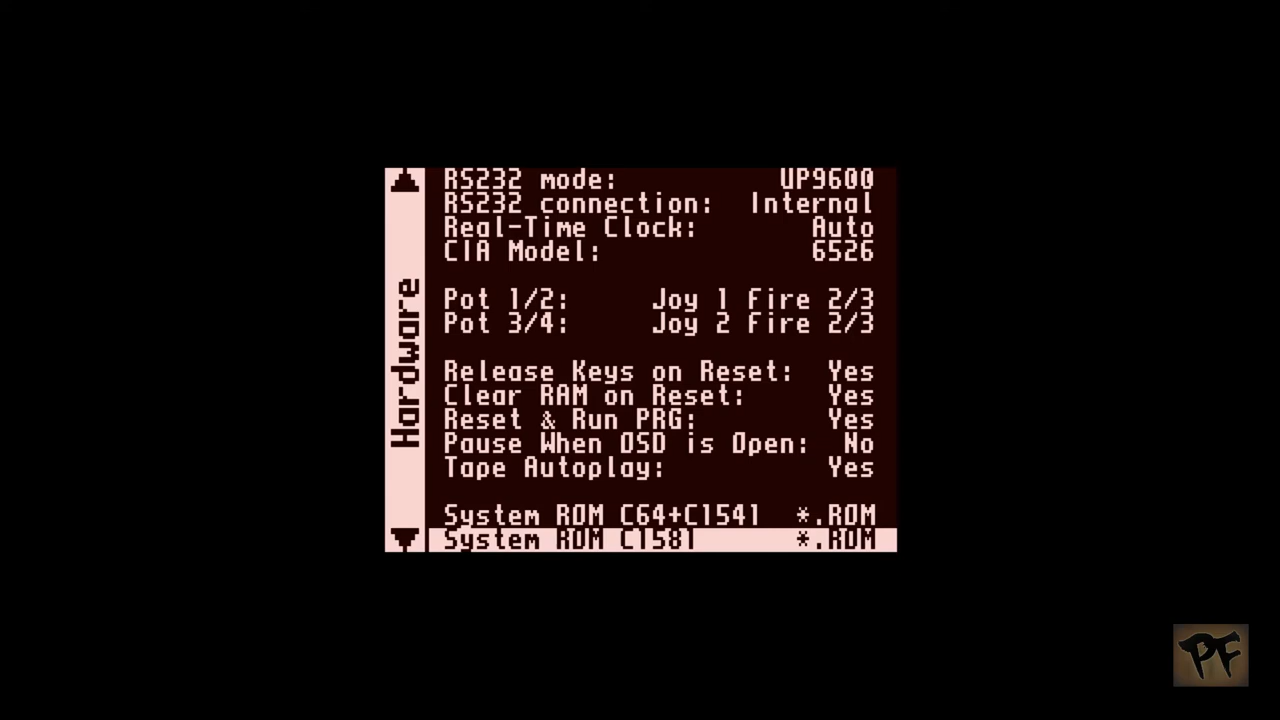 RS232 mode: UP9600
RS232 connection: Internal
Real-Time Clock: Auto
CIA Model: 6526
Pot 1/2: Joy 1 Fire 2/3
Pot 3/4: Joy 2 Fire 2/3
Release Keys on Reset: Yes
Clear RAM on Reset: Yes
Reset & Run PRG: Yes
Pause When OSD is Open: No
Tape Autoplay: Yes
System ROM C64+C1541 *.ROM
System ROM C1581 *.ROM
Hardware
PF